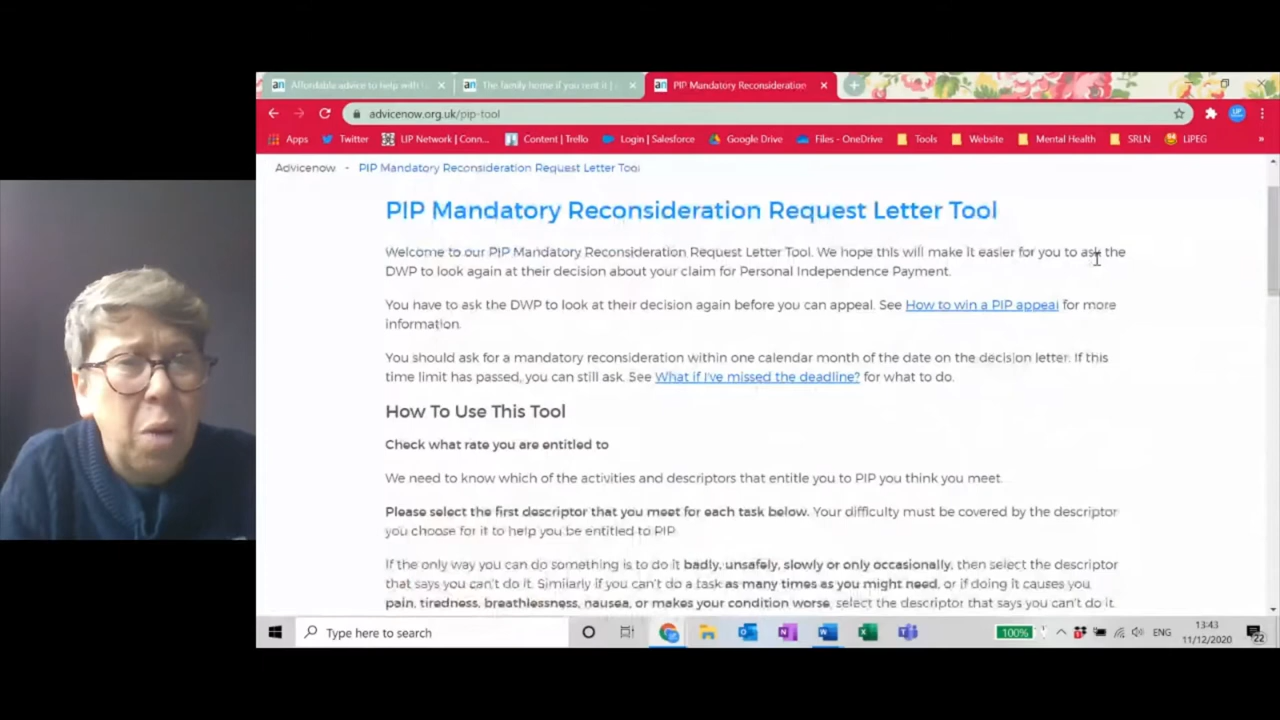 Affordable advice to help with
The family home if you rent it |
PIP Mandatory Reconsideration
advicenow.org.uk/pip-tool
Apps
Twitter
LIP Network | Conn...
Content | Trello
Login | Salesforce
Google Drive
Files - OneDrive
Tools
Website
Mental Health
SRLN
LiPEG
»
Advicenow - PIP Mandatory Reconsideration Request Letter Tool
PIP Mandatory Reconsideration Request Letter Tool
Welcome to our PIP Mandatory Reconsideration Request Letter Tool. We hope this will make it easier for you to ask the
DWP to look again at their decision about your claim for Personal Independence Payment.
You have to ask the DWP to look at their decision again before you can appeal. See How to win a PIP appeal for more
information.
You should ask for a mandatory reconsideration within one calendar month of the date on the decision letter. If this
time limit has passed, you can still ask. See What if I've missed the deadline? for what to do.
How To Use This Tool
Check what rate you are entitled to
We need to know which of the activities and descriptors that entitle you to PIP you think you meet.
Please select the first descriptor that you meet for each task below. Your difficulty must be covered by the descriptor
you choose for it to help you be entitled to PIP.
If the only way you can do something is to do it badly, unsafely, slowly or only occasionally, then select the descriptor
that says you can't do it. Similarly if you can't do a task as many times as you might need, or if doing it causes you
pain, tiredness, breathlessness, nausea, or makes your condition worse, select the descriptor that says you can't do it.
Type here to search
100%
ENG
13:43
11/12/2020
22